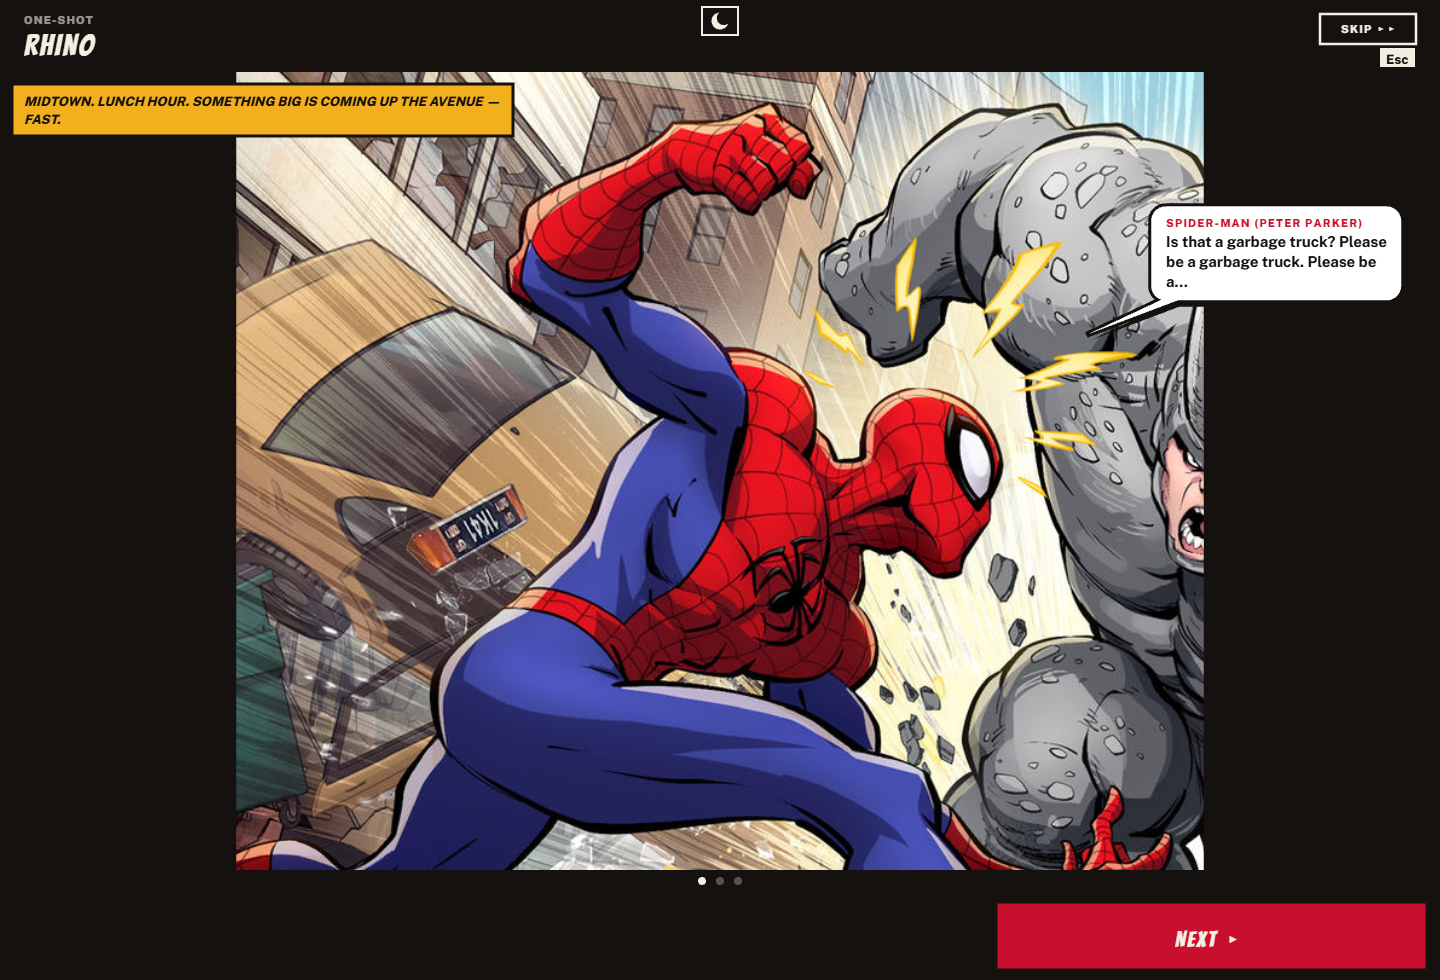 ONE-SHOT
RHINO
SKIP ▸ ▸
Esc
MIDTOWN. LUNCH HOUR. SOMETHING BIG IS COMING UP THE AVENUE —
FAST.
SPIDER-MAN (PETER PARKER)
Is that a garbage truck? Please
be a garbage truck. Please be
a...
1K41
NEXT ▸